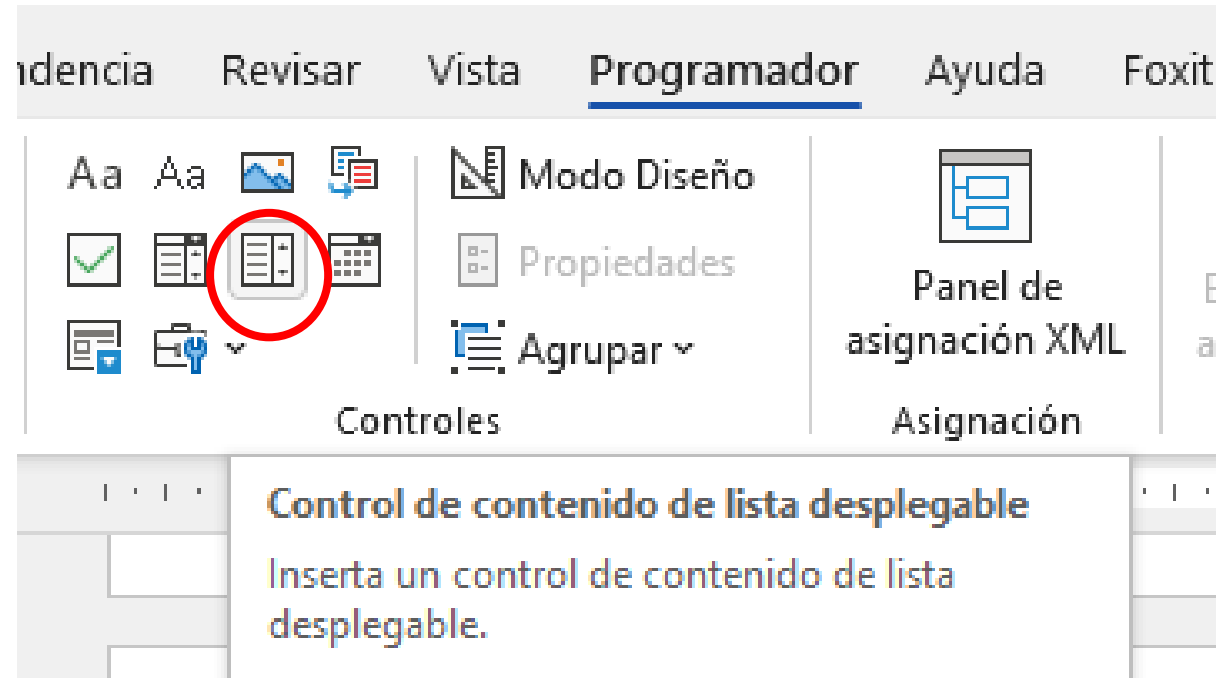 ndencia Revisar Vista Programador Ayuda Foxit
Aa Aa Modo Diseño
Propiedades
Agrupar
Panel de
asignación XML
Controles Asignación
Control de contenido de lista desplegable
Inserta un control de contenido de lista
desplegable.